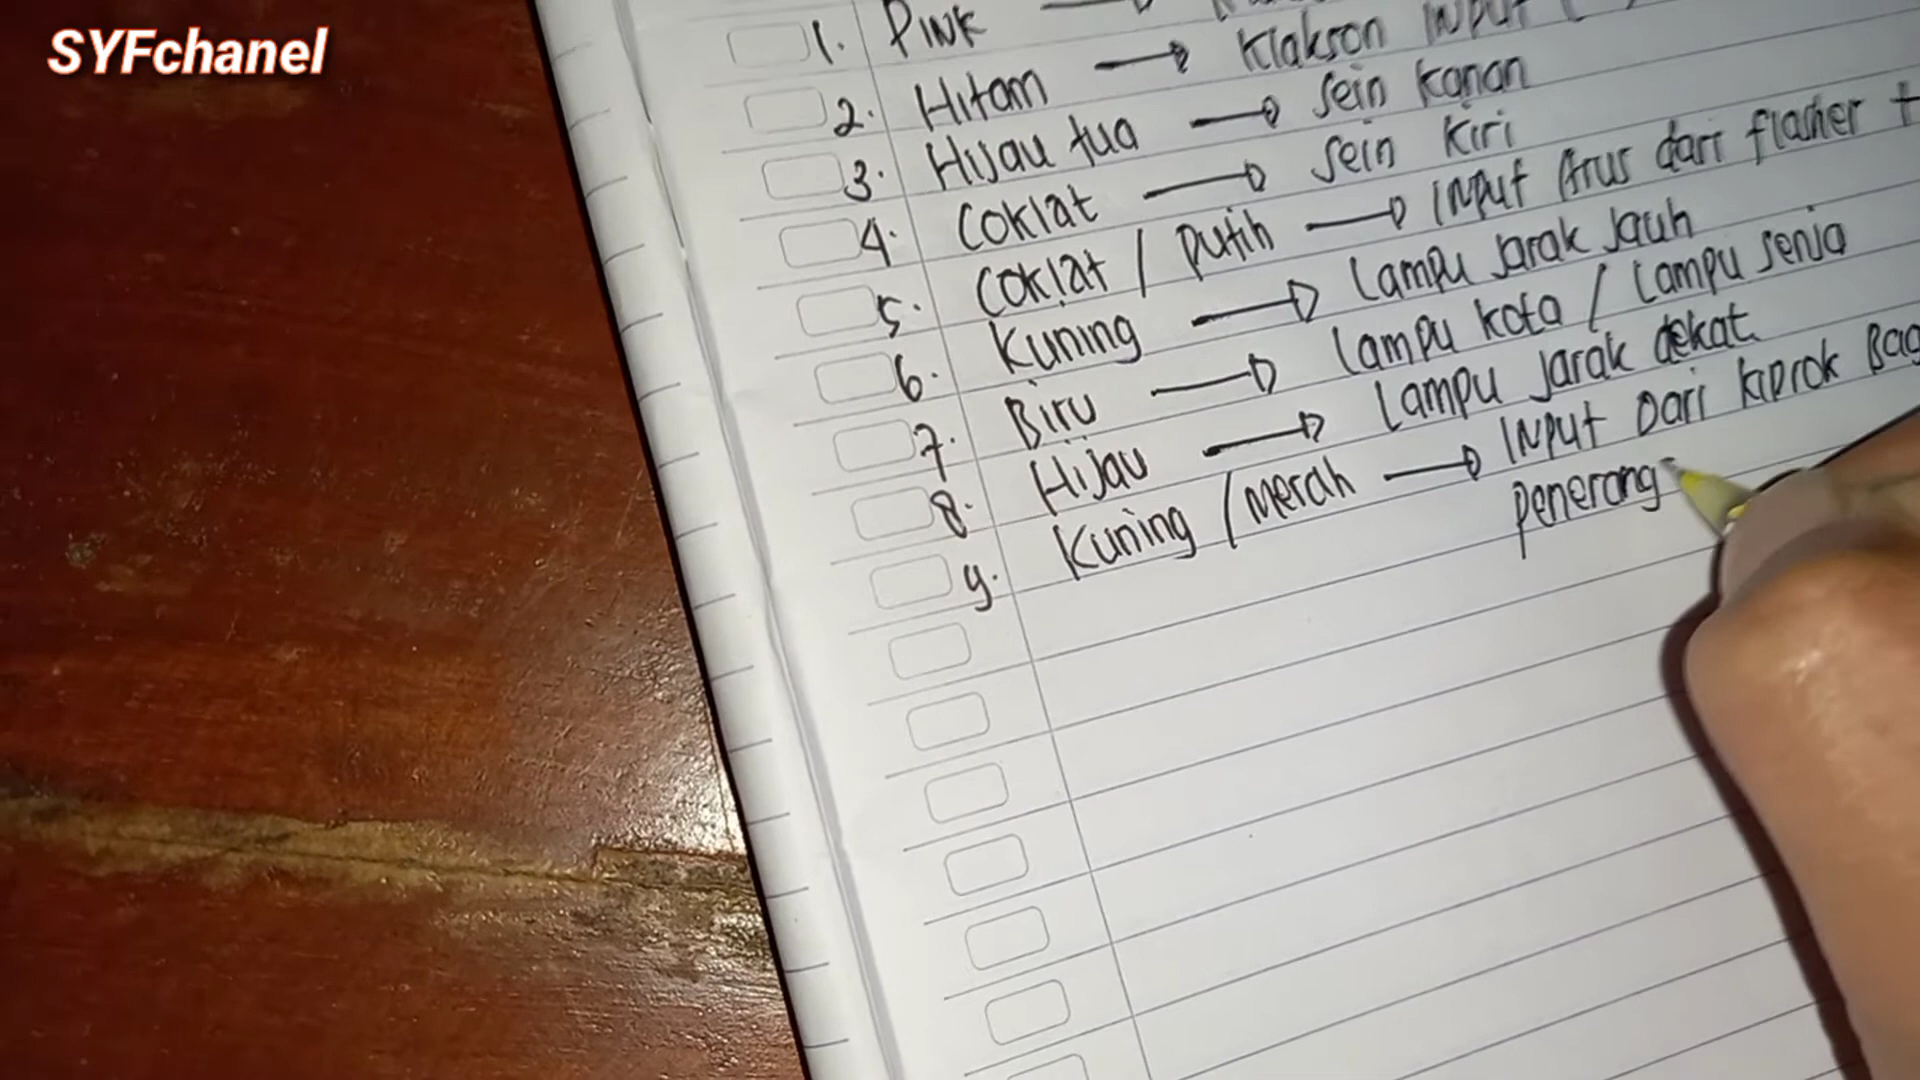 SYFchanel
1. Pink
2. Hitam → Klakson INPUT
3. Hijau tua → Sein kanan
4. Coklat → Sein Kiri
5. Coklat / putih → INPUT Arus dari flasher +
6. Kuning → Lampu Jarak Jauh
7. Biru → Lampu kota / Lampu Senja
8. Hijau → Lampu Jarak dekat
9. Kuning / Merah → INPUT Dari Kiprok Bag
Penerang